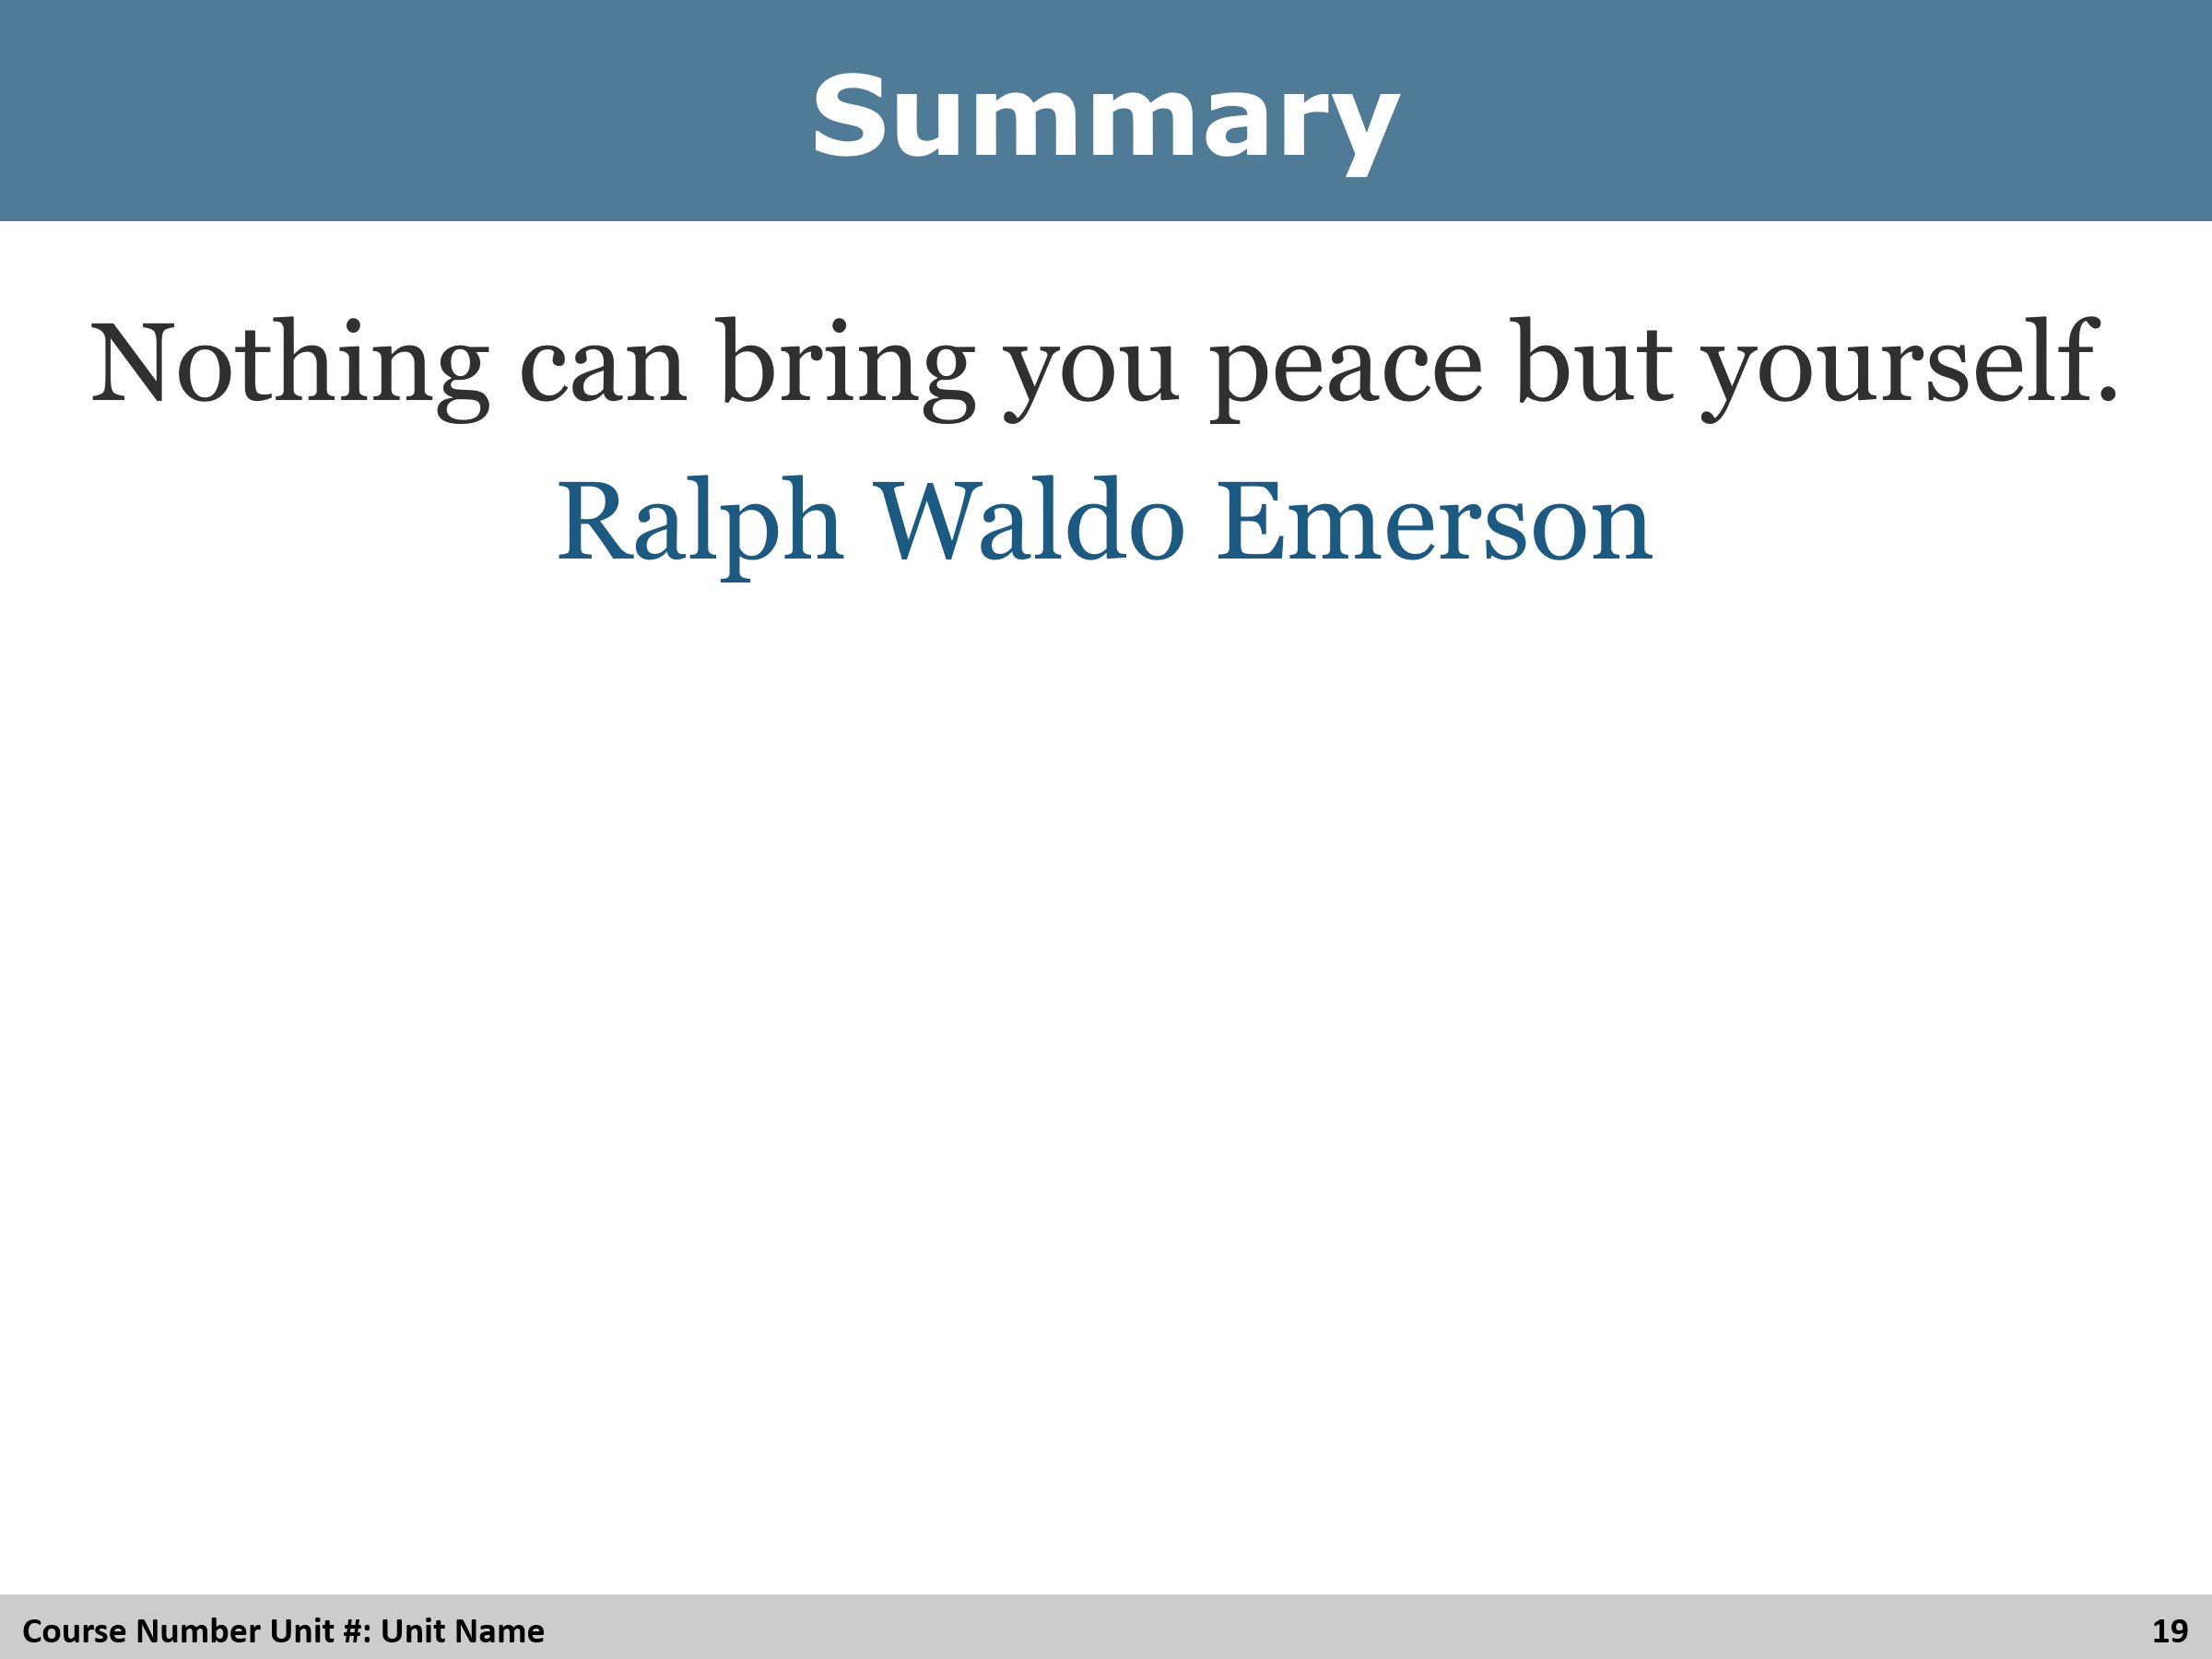 Summary
Nothing can bring you peace but yourself.
Ralph Waldo Emerson
Course Number Unit #: Unit Name
19